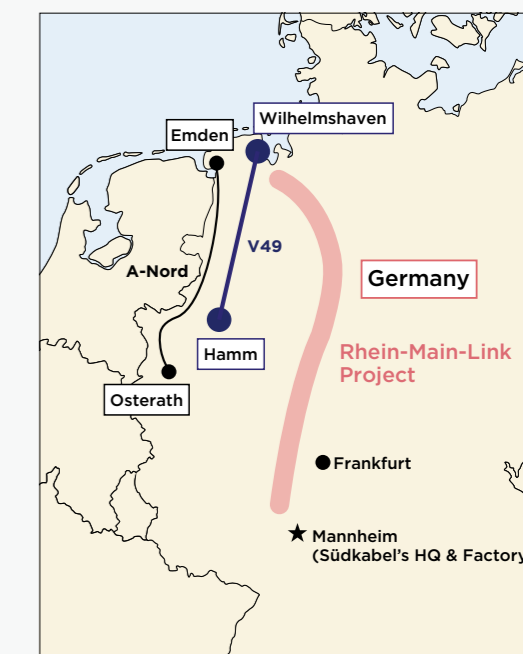 Wilhelmshaven
Emden
V49
A-Nord
Germany
Hamm
Rhein-Main-Link
Project
Osterath
Frankfurt
Mannheim
(Südkabel's HQ & Factory